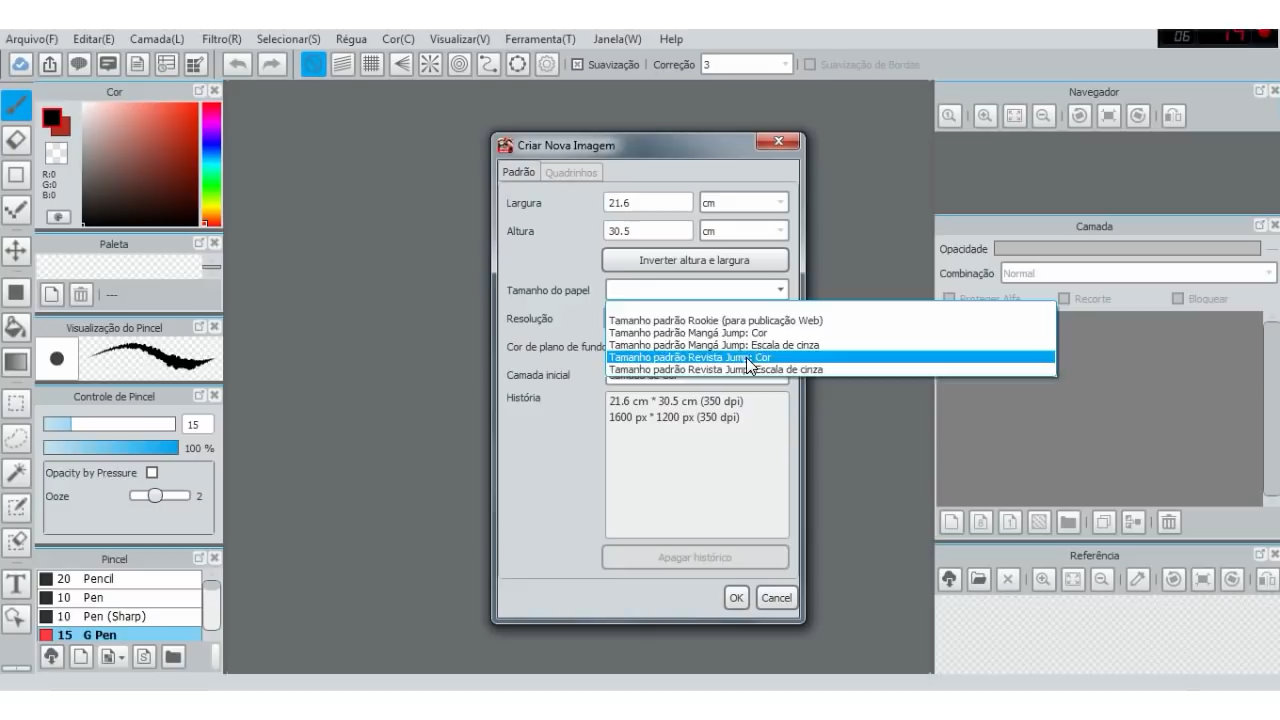 Arquivo(F) Editar(E) Camada(L) Filtro(R) Selecionar(S) Régua Cor(C) Visualizar(V) Ferramenta(T) Janela(W) Help
06 14
Suavização Correção 3 Suavização de Bordas
Cor
R:0
G:0
B:0
Paleta
---
Visualização do Pincel
Controle de Pincel
15
100 %
Opacity by Pressure
Ooze 2
Pincel
20 Pencil
10 Pen
10 Pen (Sharp)
15 G Pen
Criar Nova Imagem
Padrão Quadrinhos
Largura 21.6 cm
Altura 30.5 cm
Inverter altura e largura
Tamanho do papel
Tamanho padrão Rookie (para publicação Web)
Tamanho padrão Mangá Jump: Cor
Tamanho padrão Mangá Jump: Escala de cinza
Tamanho padrão Revista Jump: Cor
Tamanho padrão Revista Jump: Escala de cinza
Resolução
Cor de plano de fundo
Camada inicial
História
21.6 cm * 30.5 cm (350 dpi)
1600 px * 1200 px (350 dpi)
Apagar histórico
OK Cancel
Navegador
Camada
Opacidade
Combinação Normal
Proteger Alfa Recorte Bloquear
Referência